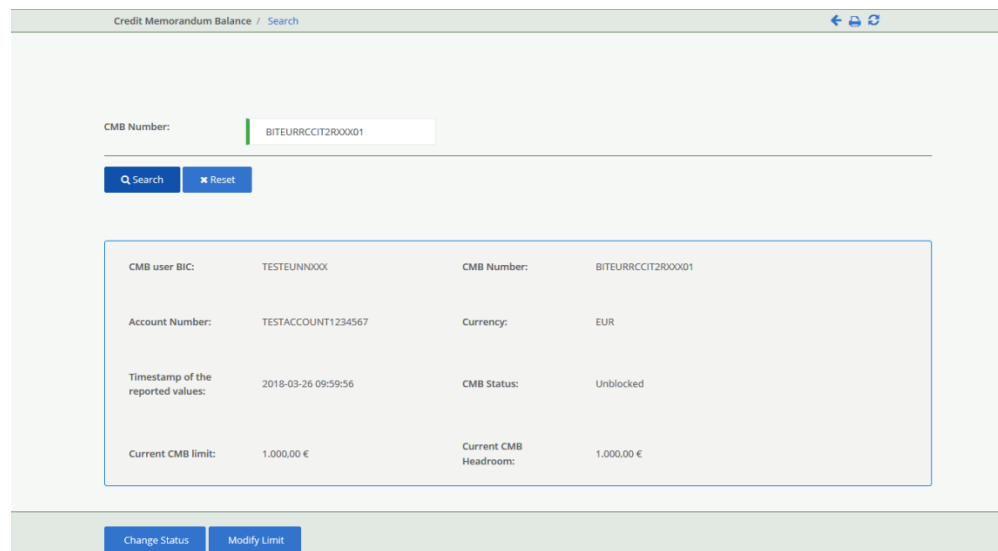 Credit Memorandum Balance / Search
CMB Number: BITEURRCCIT2RXXX01
Search Reset
CMB user BIC: TESTEUNNXXX CMB Number: BITEURRCCIT2RXXX01
Account Number: TESTACCOUNT1234567 Currency: EUR
Timestamp of the
reported values: 2018-03-26 09:59:56 CMB Status: Unblocked
Current CMB limit: 1.000,00 € Current CMB
Headroom: 1.000,00 €
Change Status Modify Limit